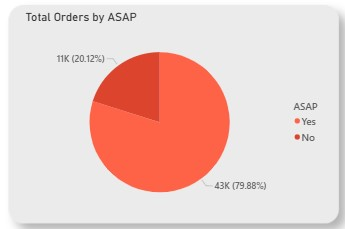 Total Orders by ASAP
11K (20.12%)
ASAP
Yes
No
43K (79.88%)